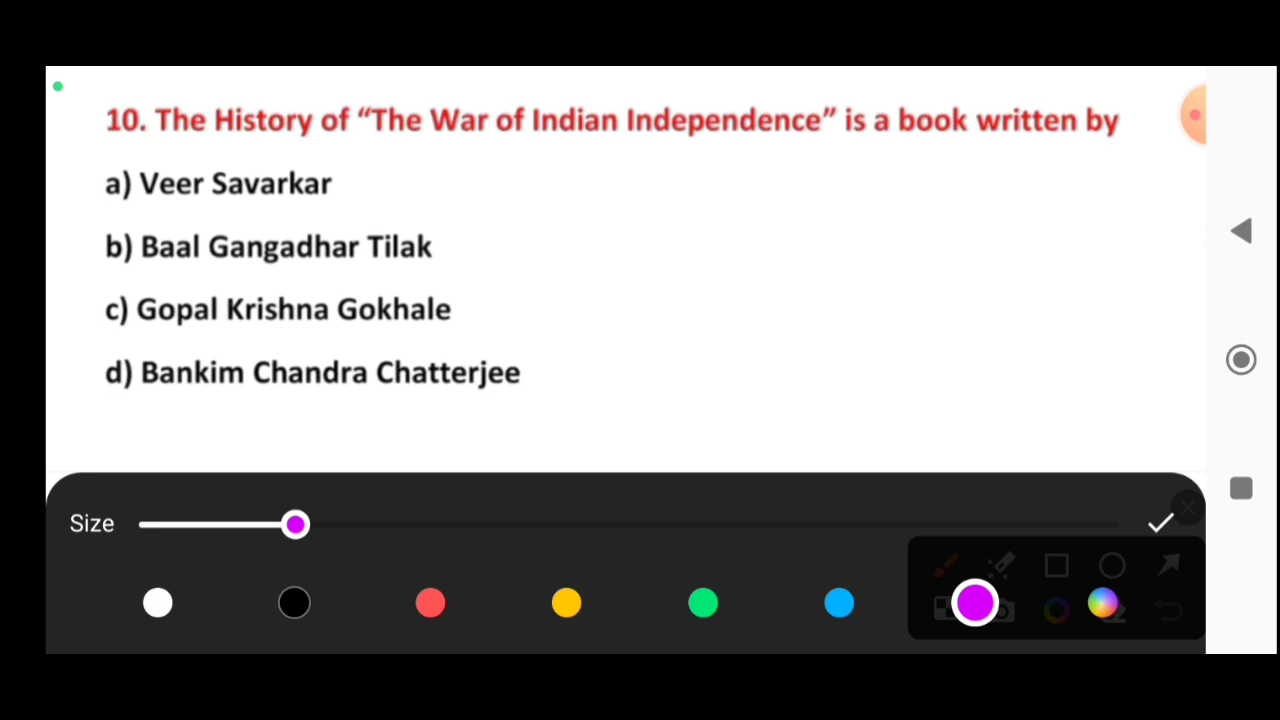 10. The History of “The War of Indian Independence” is a book written by
a) Veer Savarkar
b) Baal Gangadhar Tilak
c) Gopal Krishna Gokhale
d) Bankim Chandra Chatterjee
Size